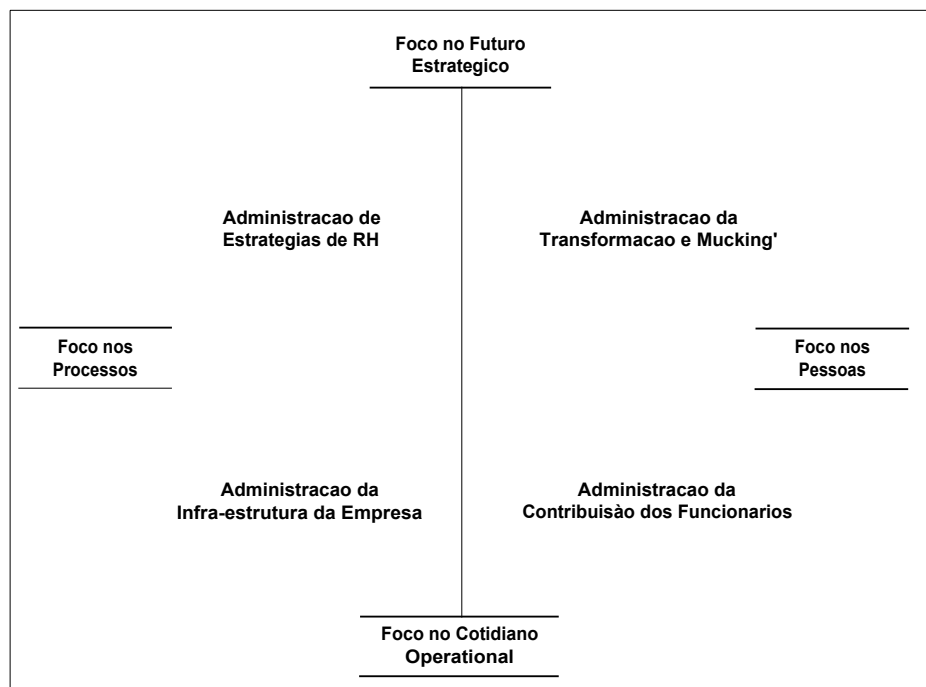 Foco no Futuro
Estrategico
Administracao de
Estrategias de RH
Administracao da
Transformacao e Mucking'
Foco nos
Processos
Foco nos
Pessoas
Administracao da
Infra-estrutura da Empresa
Administracao da
Contribuisào dos Funcionarios
Foco no Cotidiano
Operational